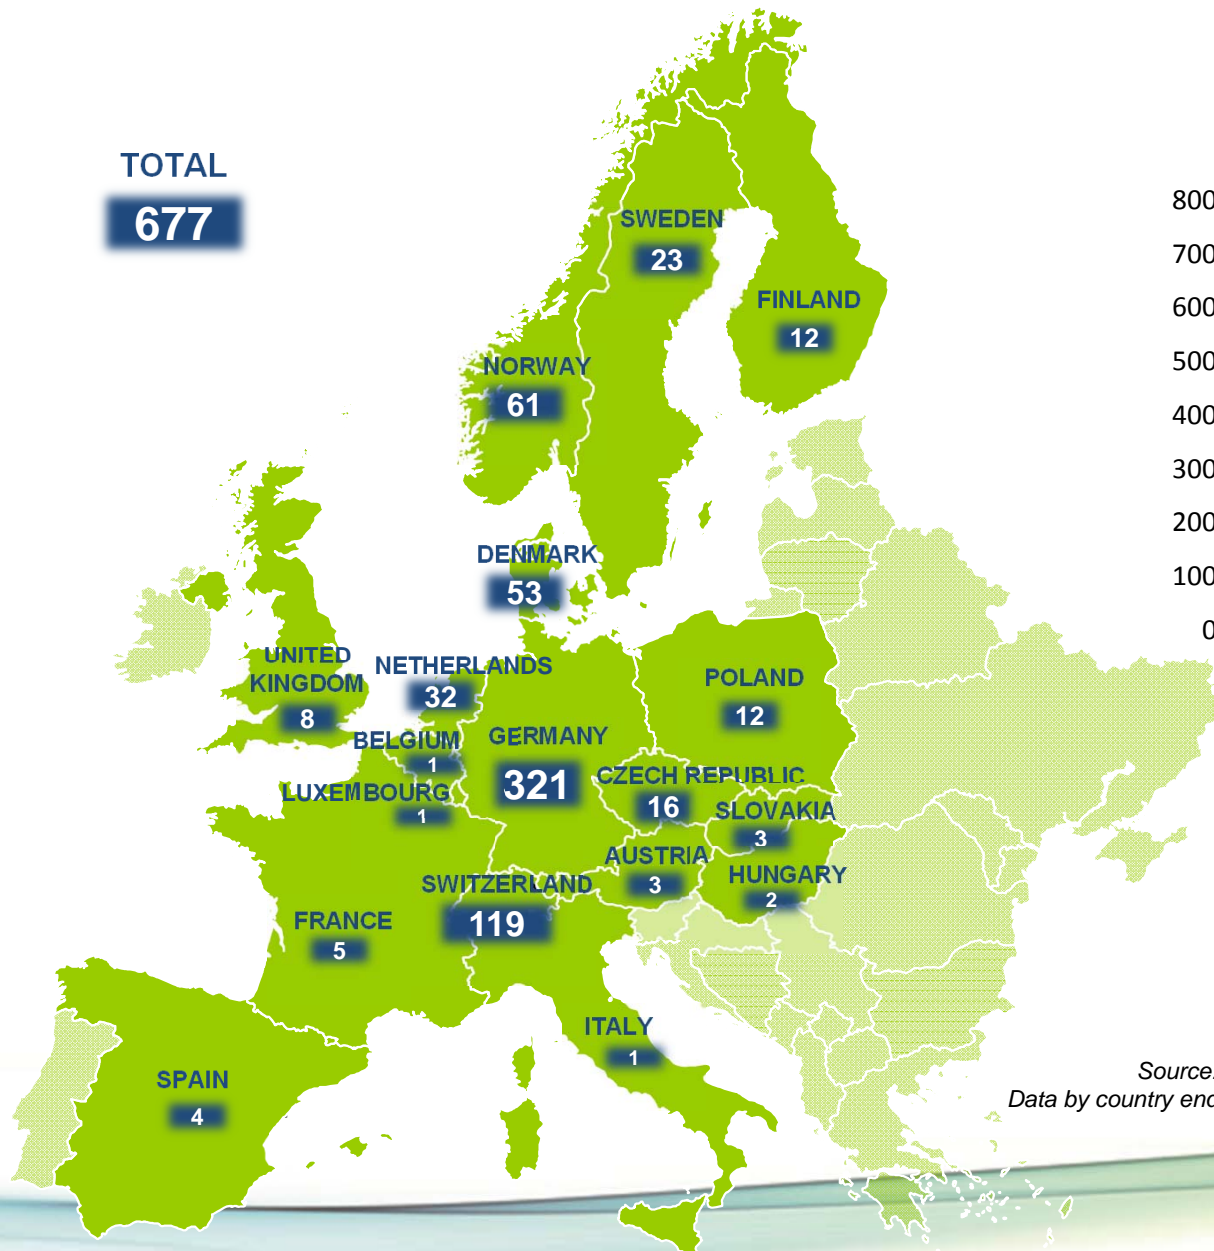 TOTAL
677
SWEDEN
23
FINLAND
12
NORWAY
61
DENMARK
53
UNITED
KINGDOM
8
NETHERLANDS
32
BELGIUM
1
LUXEMBOURG
1
GERMANY
321
POLAND
12
CZECH REPUBLIC
16
SLOVAKIA
3
AUSTRIA
3
HUNGARY
2
SWITZERLAND
119
FRANCE
5
ITALY
1
SPAIN
4
800
700
600
500
400
300
200
100
0
Source:
Data by country end